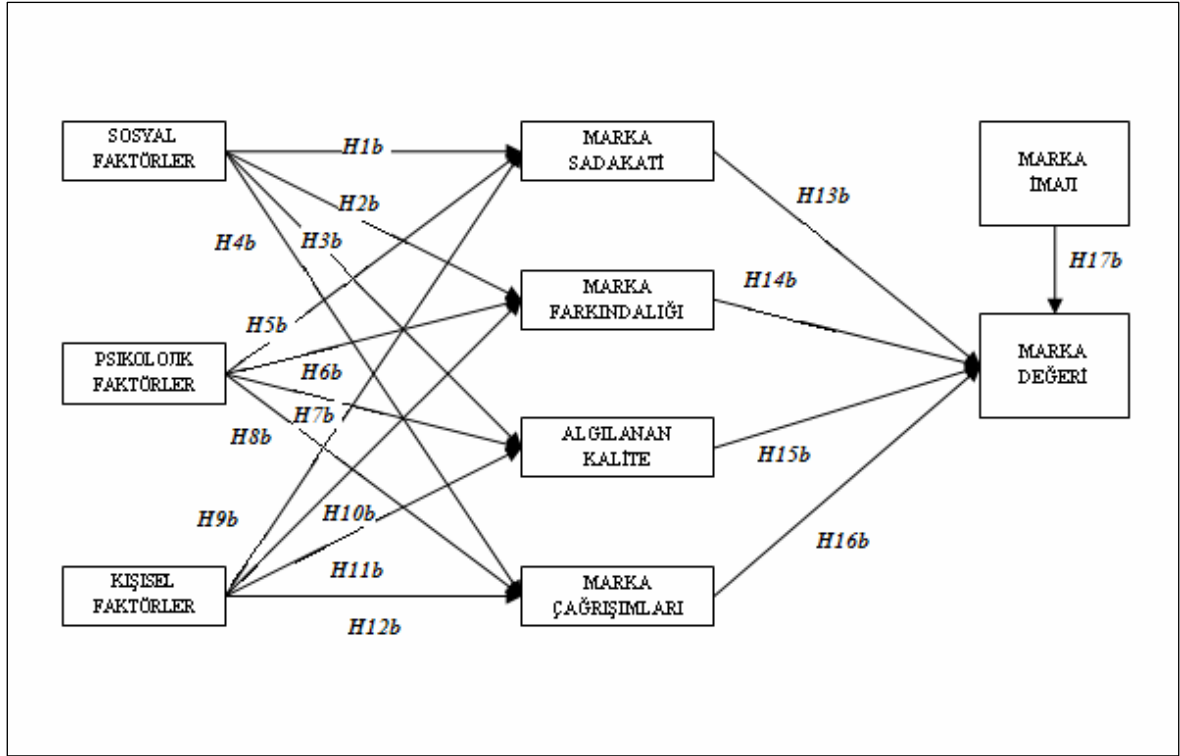 SOSYAL
FAKTÖRLER
MARKA
SADAKATİ
MARKA
İMAJI
H1b
H2b
H3b
H4b
H13b
H17b
MARKA
FARKINDALIĞI
H14b
H5b
PSIKOLOJIK
FAKTÖRLER
H6b
H7b
H8b
MARKA
DEĞERİ
ALGILANAN
KALİTE
H15b
H9b
H10b
H11b
H12b
H16b
KIŞISEL
FAKTÖRLER
MARKA
ÇAĞRIŞIMLARI